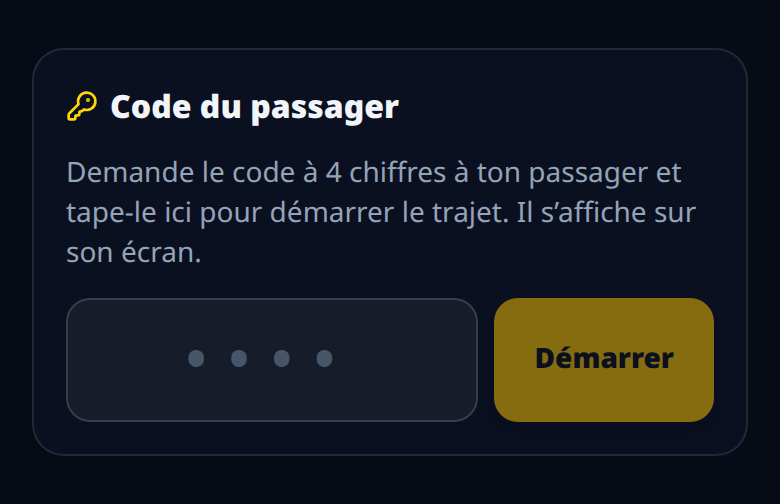 Code du passager
Demande le code à 4 chiffres à ton passager et
tape-le ici pour démarrer le trajet. Il s’affiche sur
son écran.
• • • •
Démarrer